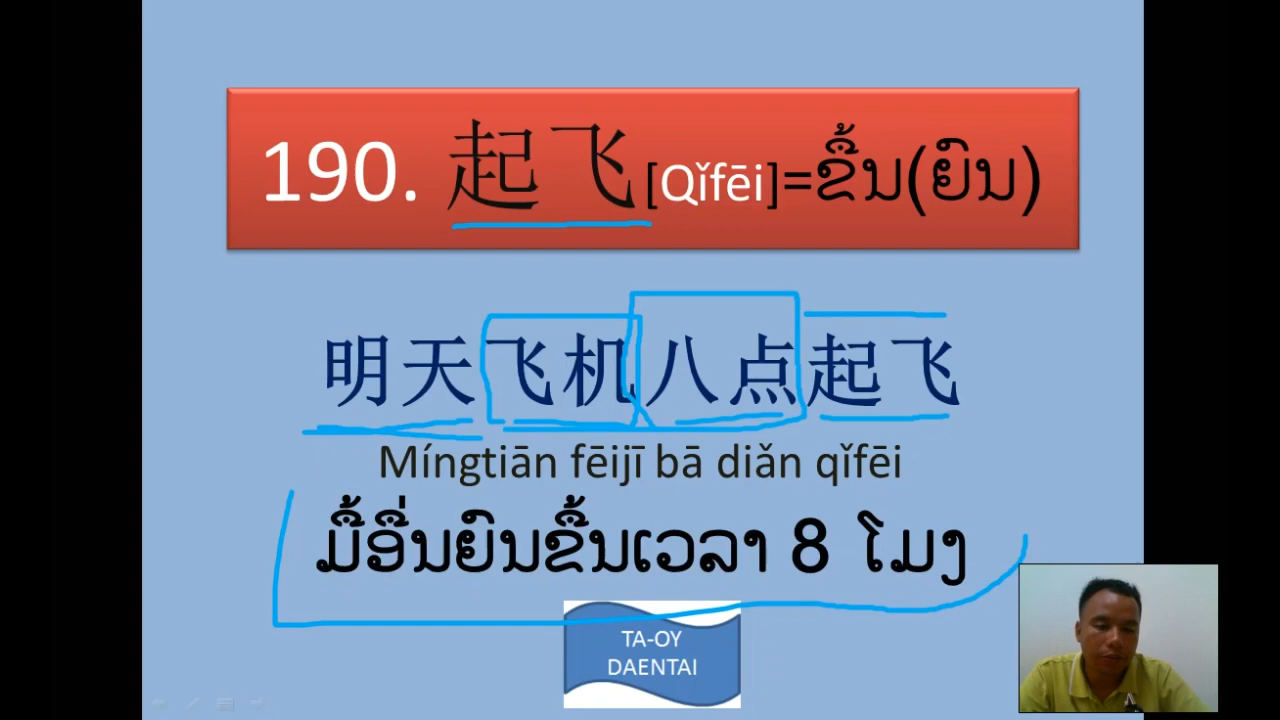 190. 起飞[Qǐfēi]=ຂຶ້ນ(ຍົນ)
明天飞机八点起飞
Míngtiān fēijī bā diǎn qǐfēi
ມື້ອື່ນຍົນຂຶ້ນເວລາ 8 ໂມງ
TA-OY
DAENTAI